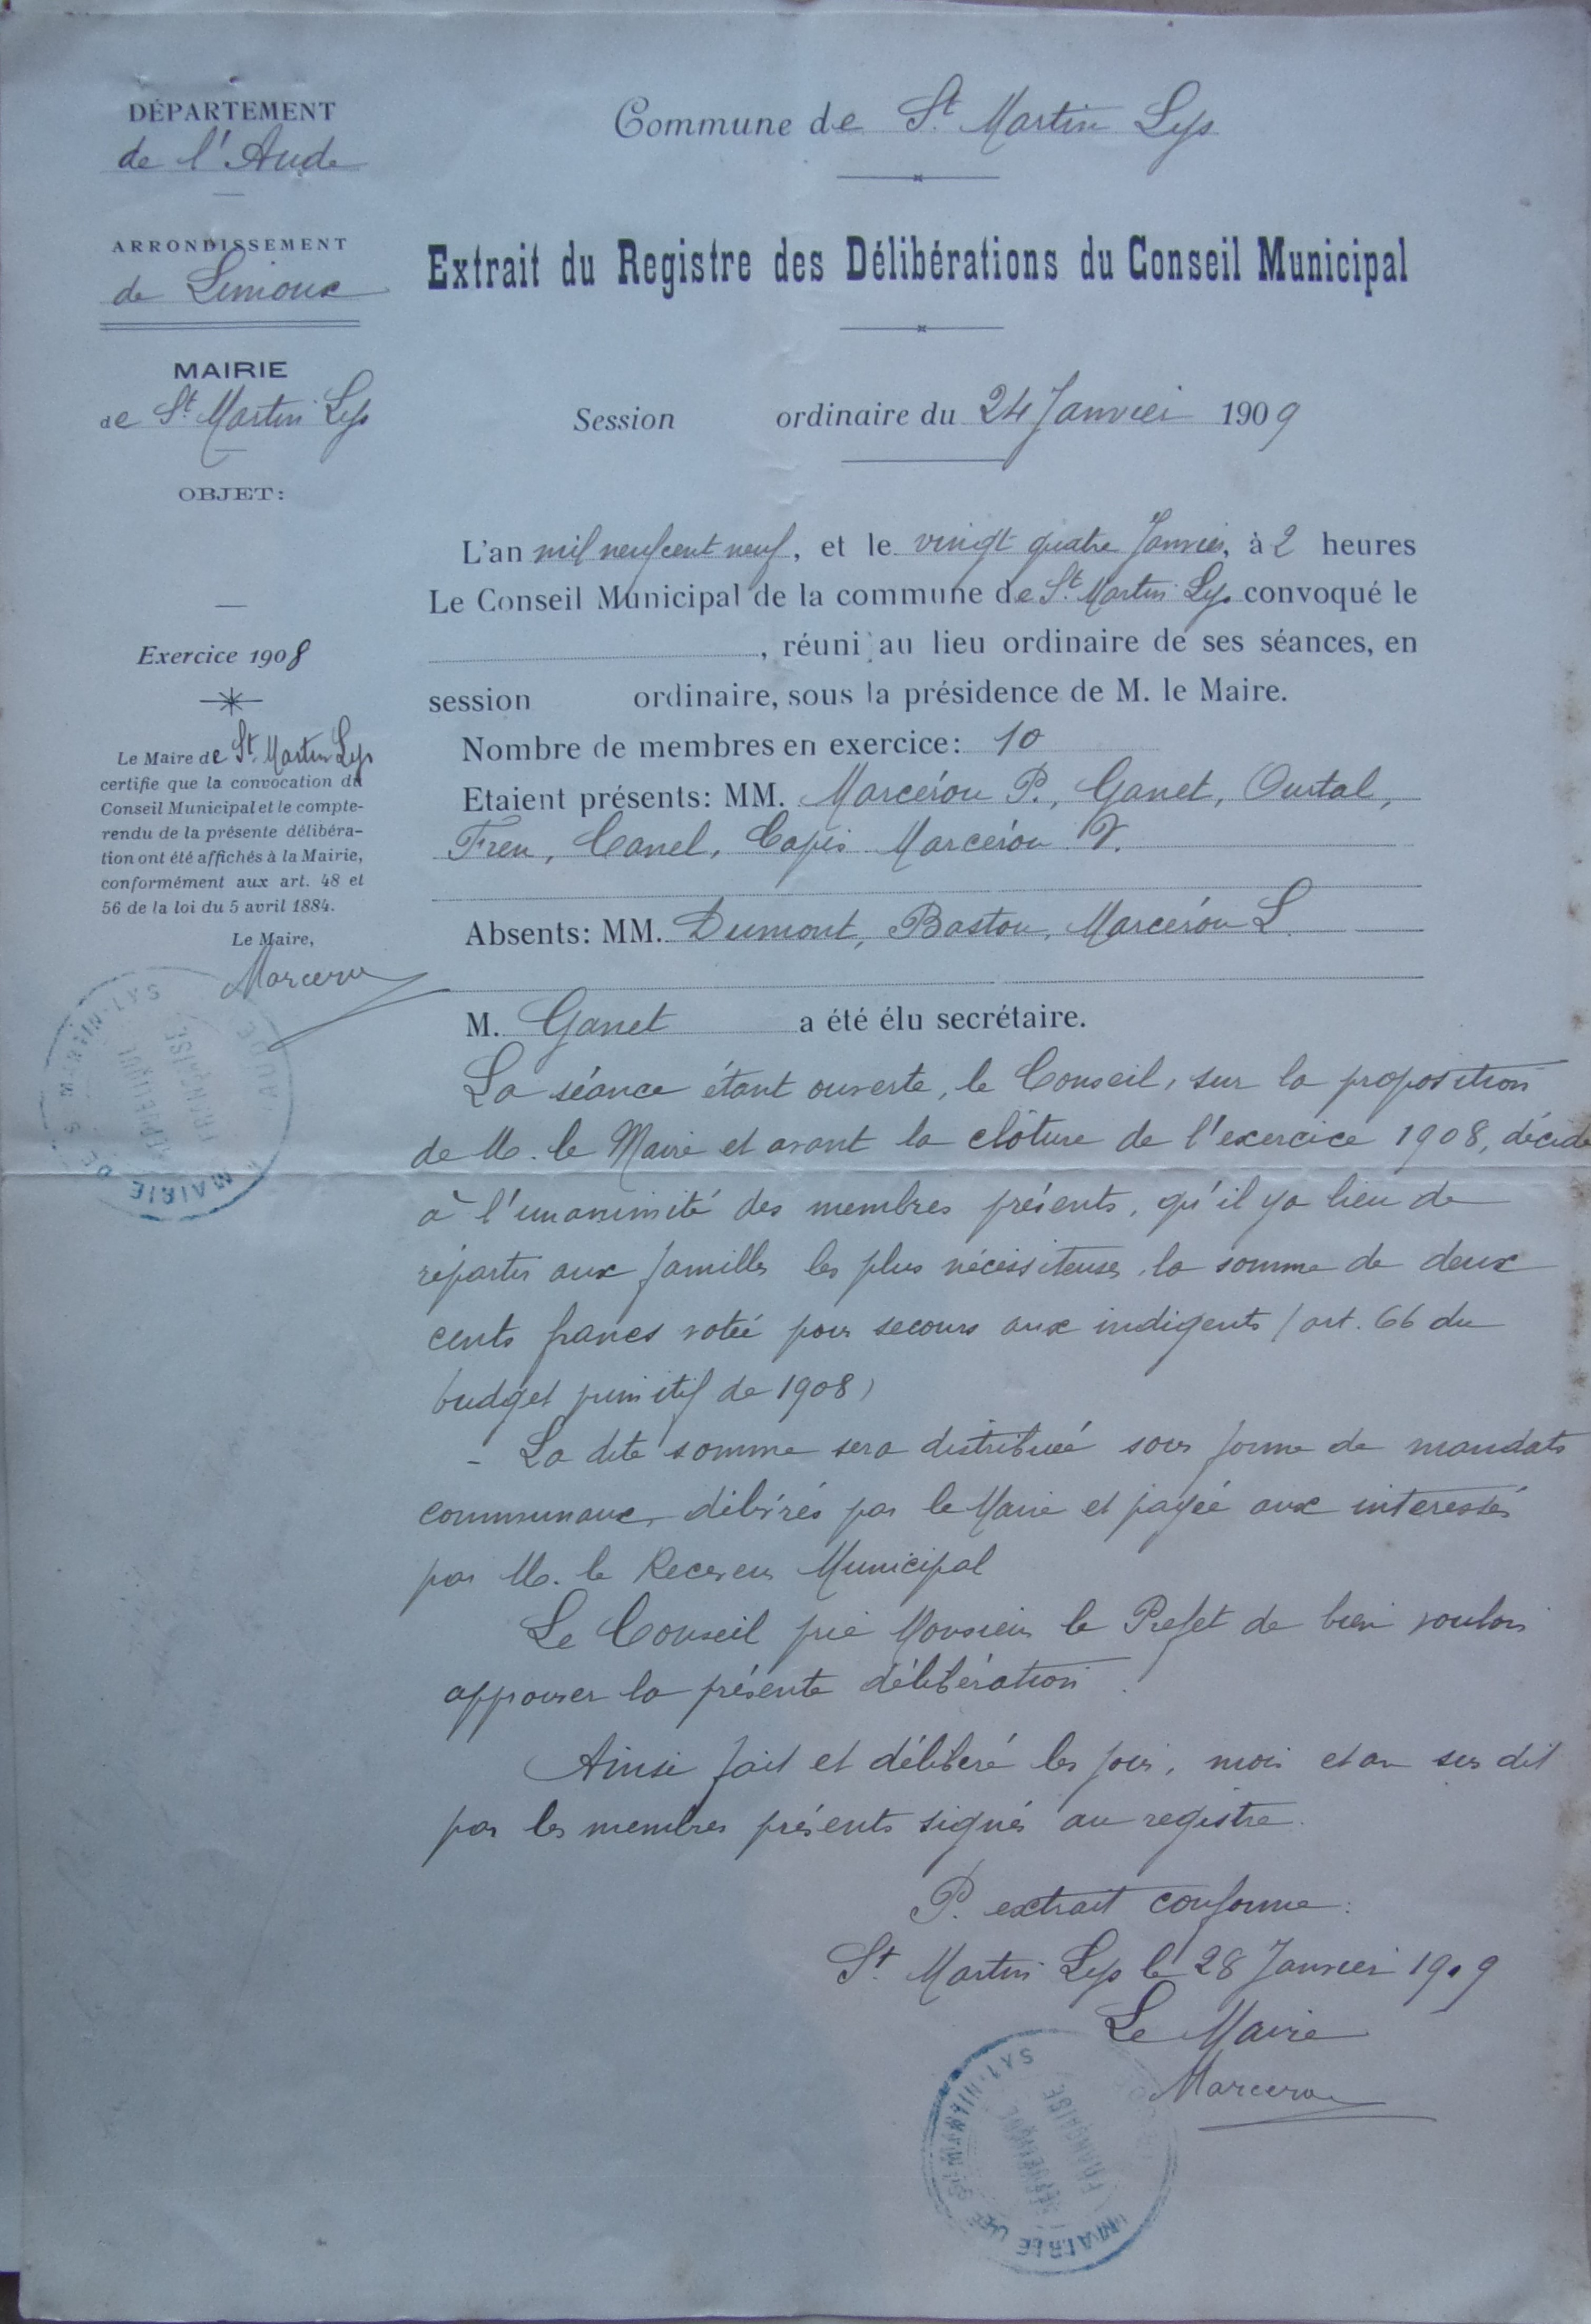 DÉPARTEMENT
de l'Aude
ARRONDISSEMENT
de Limoux
MAIRIE
de St. Martin Lys
OBJET:
Exercice 1908
Le Maire de St. Martin Lys
certifie que la convocation du
Conseil Municipal et le compte-
rendu de la présente délibéra-
tion ont été affichés à la Mairie,
conformément aux art. 48 et
56 de la loi du 5 avril 1884.
Le Maire,
Marcerou
MAIRIE DE ST MARTIN-LYS
AUDE
RÉPUBLIQUE
FRANÇAISE
Commune de St. Martin Lys
Extrait du Registre des Délibérations du Conseil Municipal
Session ordinaire du 24 Janvier 1909
L'an mil neuf cent neuf, et le vingt quatre Janvier, à 2 heures
Le Conseil Municipal de la commune de St. Martin Lys convoqué le
, réuni au lieu ordinaire de ses séances, en
session ordinaire, sous la présidence de M. le Maire.
Nombre de membres en exercice: 10
Etaient présents: MM. Marcérou P., Ganet, Ourtal,
Freu, Canel, Capis Marcérou V.
Absents: MM. Dumont, Baston, Marcérou L.
M. Ganet a été élu secrétaire.
La séance étant ouverte, le Conseil, sur la proposition
de M. le Maire et avant la clôture de l'exercice 1908, décide
à l'unanimité des membres présents, qu'il y a lieu de
répartir aux familles les plus nécessiteuses, la somme de deux
cents francs votée pour secours aux indigents (art. 66 du
budget primitif de 1908)
- La dite somme sera distribuée sous forme de mandats
communaux, délivrés par le Maire et payée aux interessés
par M. le Receveur Municipal
Le Conseil prie Monsieur le Prefet de bien vouloir
approuver la présente délibération.
Ainsi fait et délibéré les jour, mois et an sus dit
par les membres présents signés au registre.
P. extrait conforme:
St. Martin Lys le 28 Janvier 1909
Le Maire
Marcerou
MAIRIE DE ST MARTIN-LYS
RÉPUBLIQUE
FRANÇAISE